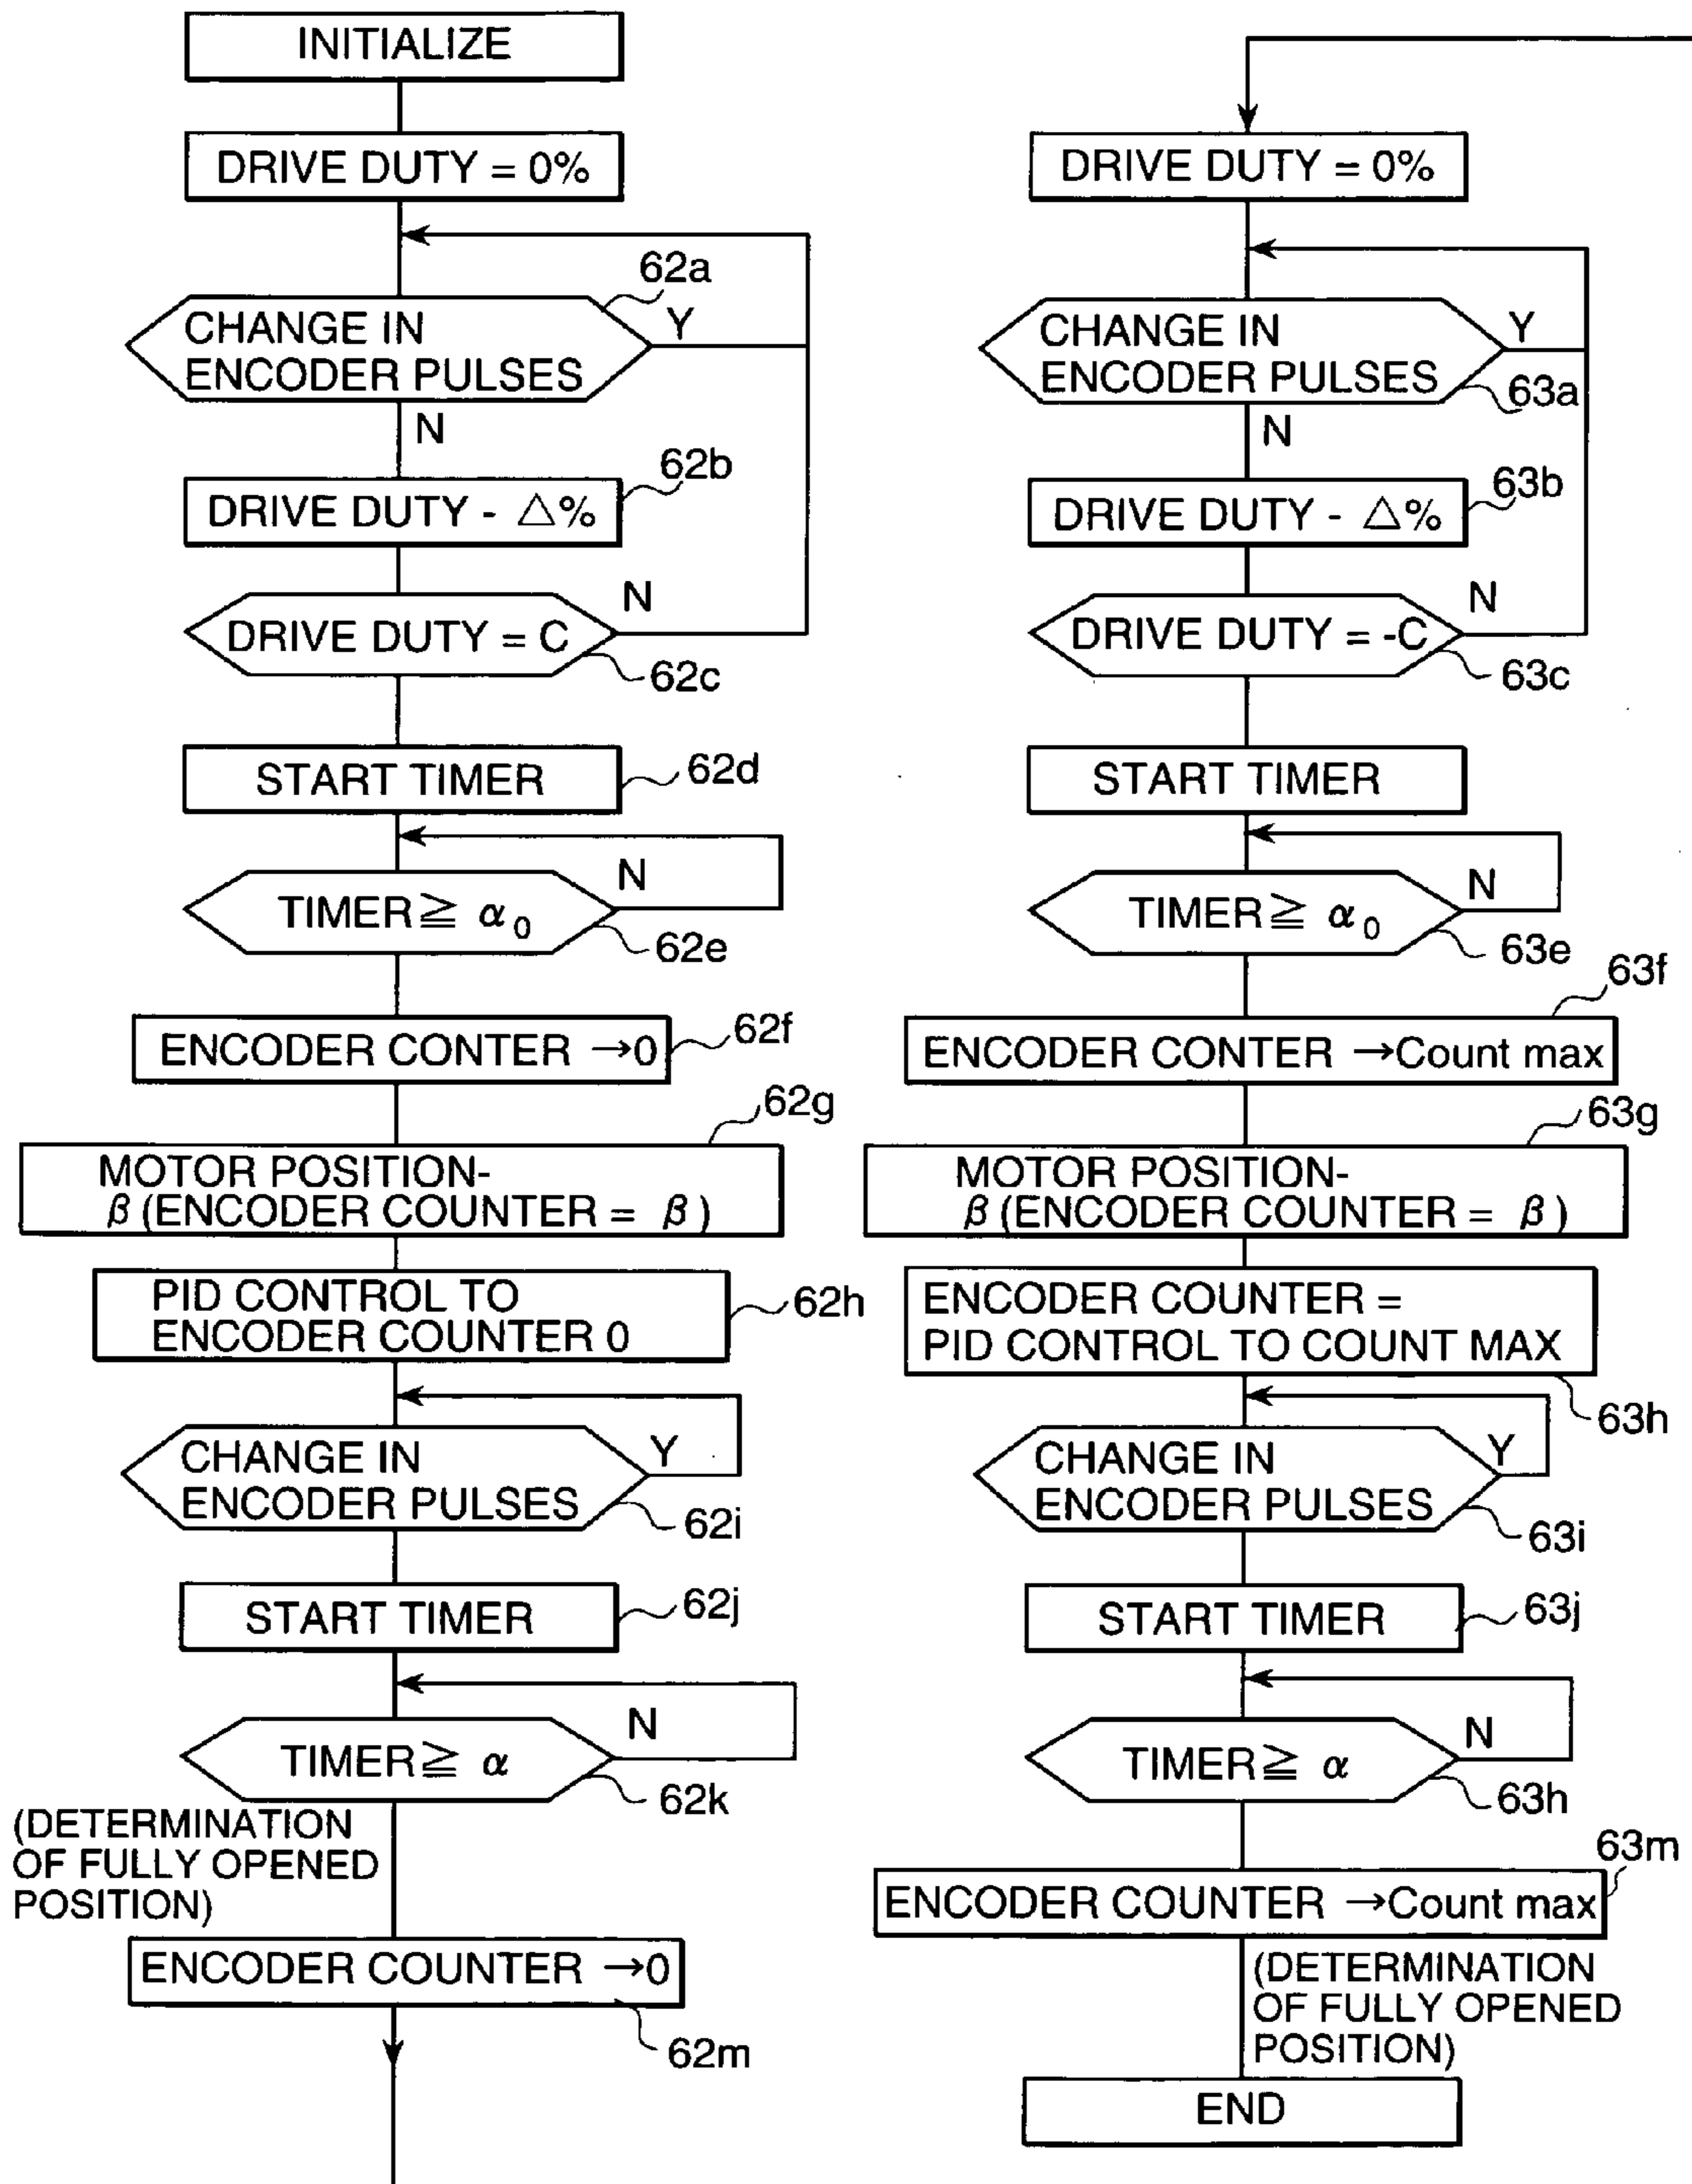 INITIALIZE
DRIVE DUTY = 0%
62a
CHANGE IN
ENCODER PULSES
Y
N
62b
DRIVE DUTY - △%
N
DRIVE DUTY = C
62c
START TIMER
62d
N
TIMER ≧ α0
62e
ENCODER CONTER →0
62f
62g
MOTOR POSITION-
β (ENCODER COUNTER = β )
PID CONTROL TO
ENCODER COUNTER 0
62h
CHANGE IN
ENCODER PULSES
Y
62i
START TIMER
62j
N
TIMER ≧ α
62k
(DETERMINATION
OF FULLY OPENED
POSITION)
ENCODER COUNTER →0
62m
DRIVE DUTY = 0%
CHANGE IN
ENCODER PULSES
Y
63a
N
63b
DRIVE DUTY - △%
N
DRIVE DUTY = -C
63c
START TIMER
N
TIMER ≧ α0
63e
63f
ENCODER CONTER →Count max
63g
MOTOR POSITION-
β (ENCODER COUNTER = β )
ENCODER COUNTER =
PID CONTROL TO COUNT MAX
63h
CHANGE IN
ENCODER PULSES
Y
63i
START TIMER
63j
N
TIMER ≧ α
63h
63m
ENCODER COUNTER →Count max
(DETERMINATION
OF FULLY OPENED
POSITION)
END